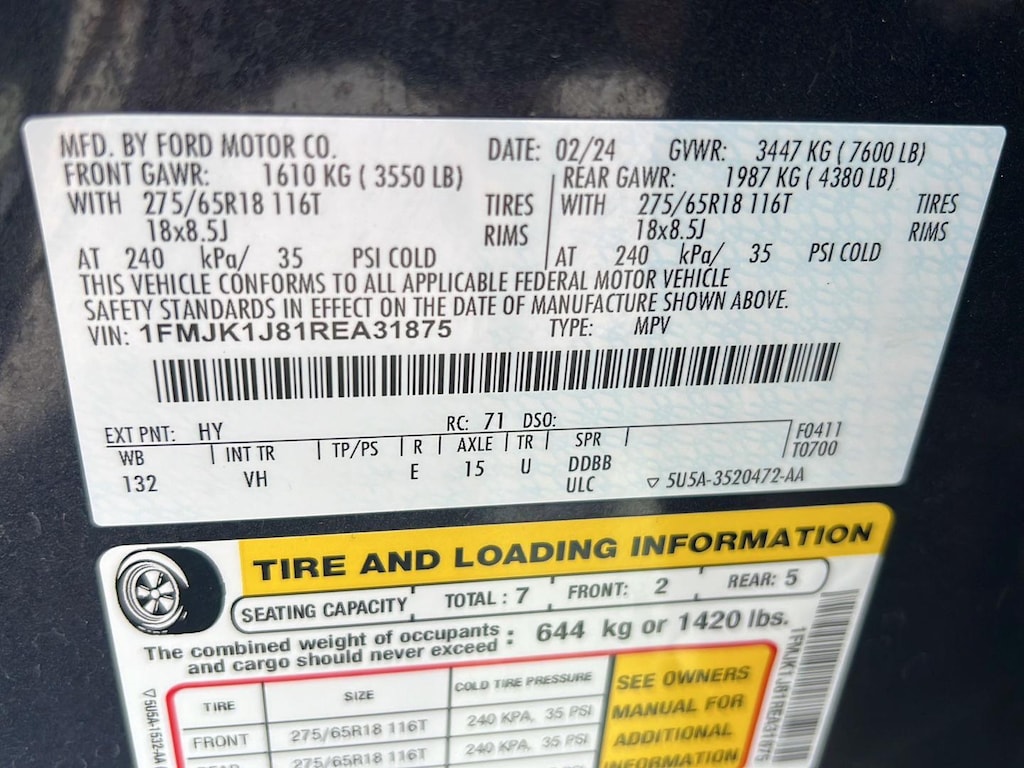 MFD. BY FORD MOTOR CO. DATE: 02/24 GVWR: 3447 KG ( 7600 LB)
FRONT GAWR: 1610 KG ( 3550 LB) REAR GAWR: 1987 KG ( 4380 LB)
WITH 275/65R18 116T TIRES WITH 275/65R18 116T TIRES
18x8.5J RIMS 18x8.5J RIMS
AT 240 kPa/ 35 PSI COLD AT 240 kPa/ 35 PSI COLD
THIS VEHICLE CONFORMS TO ALL APPLICABLE FEDERAL MOTOR VEHICLE
SAFETY STANDARDS IN EFFECT ON THE DATE OF MANUFACTURE SHOWN ABOVE.
VIN: 1FMJK1J81REA31875 TYPE: MPV
EXT PNT: HY RC: 71 DSO:
WB INT TR TP/PS R AXLE TR SPR F0411
132 VH E 15 U DDBB T0700
ULC ▽ 5U5A-3520472-AA
TIRE AND LOADING INFORMATION
SEATING CAPACITY TOTAL : 7 FRONT: 2 REAR: 5
The combined weight of occupants
and cargo should never exceed : 644 kg or 1420 lbs.
TIRE SIZE COLD TIRE PRESSURE
FRONT 275/65R18 116T 240 KPA, 35 PSI
REAR 275/65R18 116T 240 KPA, 35 PSI
SEE OWNERS
MANUAL FOR
ADDITIONAL
INFORMATION
1FMJK1J81REA31875
▽5U5A-1532-AA